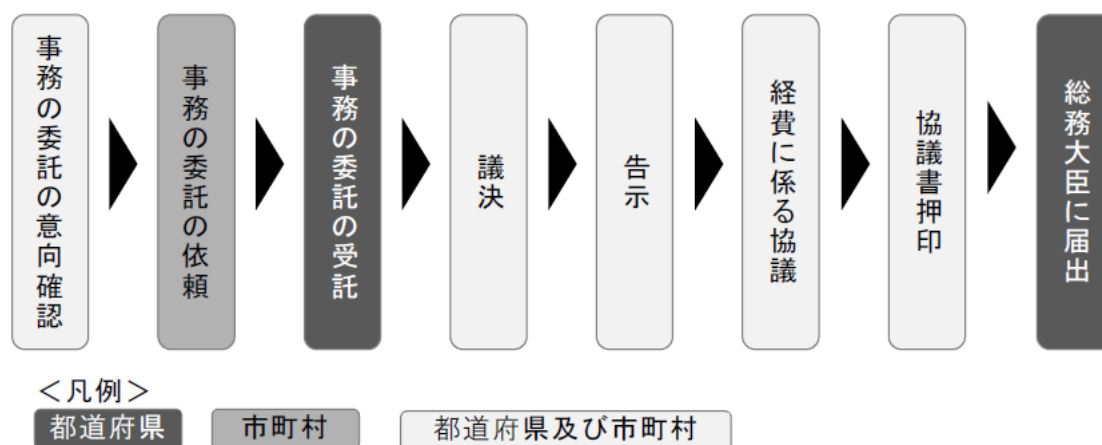 事務の委託の意向確認
事務の委託の依頼
事務の委託の受託
議決
告示
経費に係る協議
協議書押印
総務大臣に届出
＜凡例＞
都道府県
市町村
都道府県及び市町村